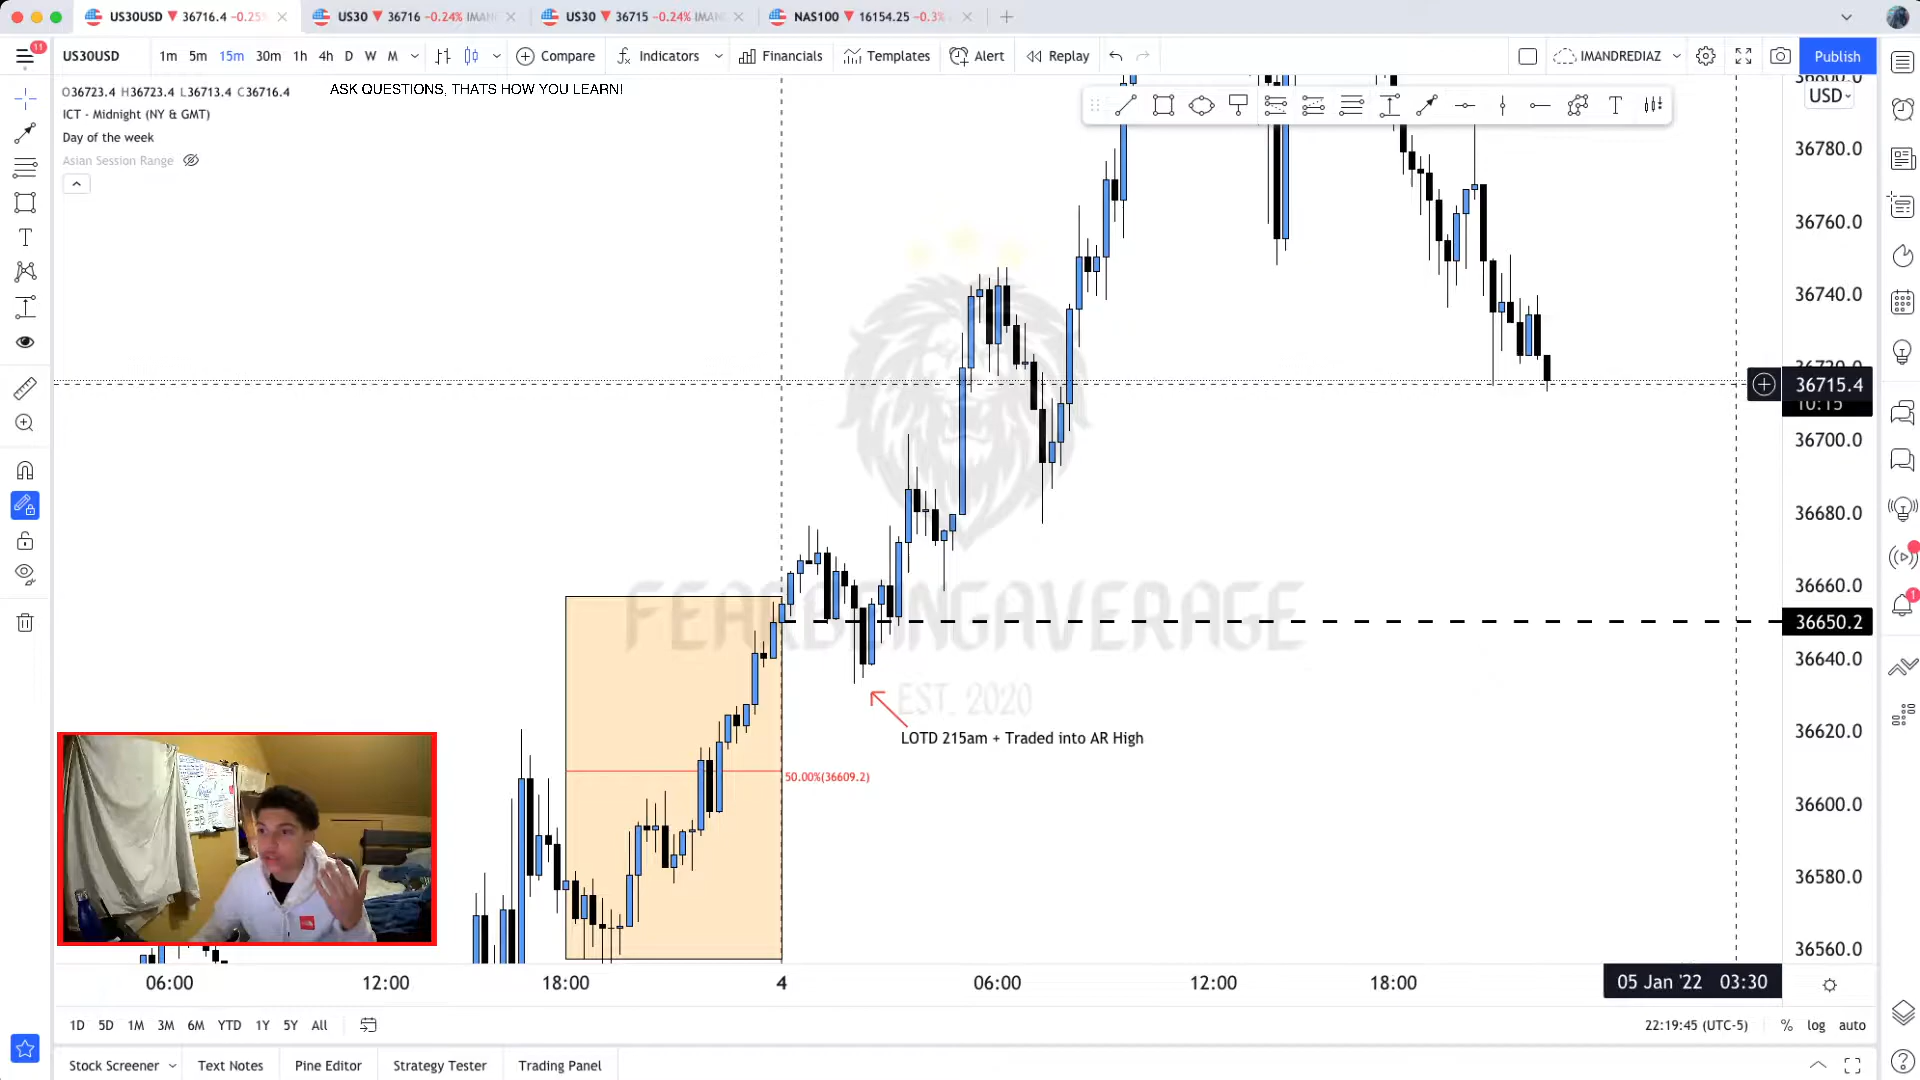 US30USD ▼ 36716.4 -0.25%
US30 ▼ 36716 -0.24% IMAN
US30 ▼ 36715 -0.24% IMAN
NAS100 ▼ 16154.25 -0.3%
11
US30USD
1m 5m 15m 30m 1h 4h D W M
Compare
Indicators
Financials
Templates
Alert
Replay
IMANDREDIAZ
Publish
O36723.4 H36723.4 L36713.4 C36716.4
ASK QUESTIONS, THATS HOW YOU LEARN!
ICT - Midnight (NY & GMT)
Day of the week
Asian Session Range
USD
36780.0
36760.0
36740.0
36715.4
10:15
36700.0
36680.0
36660.0
36650.2
36640.0
36620.0
36600.0
36580.0
36560.0
FEARBEINGAVERAGE
EST. 2020
LOTD 215am + Traded into AR High
50.00%(36609.2)
06:00 12:00 18:00 4 06:00 12:00 18:00 05 Jan '22 03:30
1D 5D 1M 3M 6M YTD 1Y 5Y All
22:19:45 (UTC-5) % log auto
Stock Screener Text Notes Pine Editor Strategy Tester Trading Panel
1